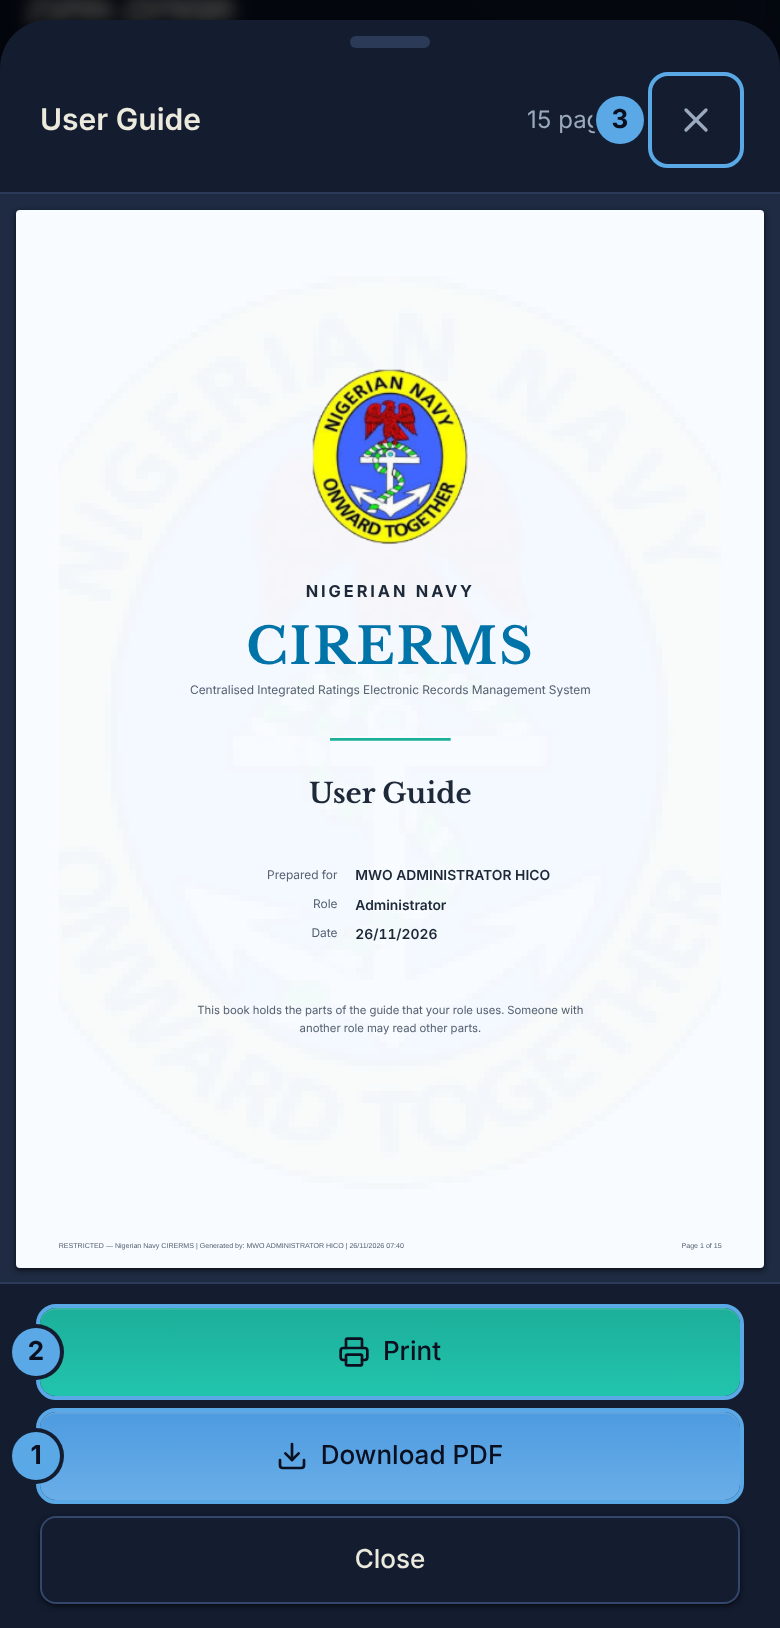 User Guide
15 pag
3
NIGERIAN NAVY
ONWARD TOGETHER
NIGERIAN NAVY
ONWARD TOGETHER
NIGERIAN NAVY
CIRERMS
Centralised Integrated Ratings Electronic Records Management System
User Guide
Prepared for MWO ADMINISTRATOR HICO
Role Administrator
Date 26/11/2026
This book holds the parts of the guide that your role uses. Someone with
another role may read other parts.
RESTRICTED — Nigerian Navy CIRERMS | Generated by: MWO ADMINISTRATOR HICO | 26/11/2026 07:40 Page 1 of 15
2
Print
1
Download PDF
Close